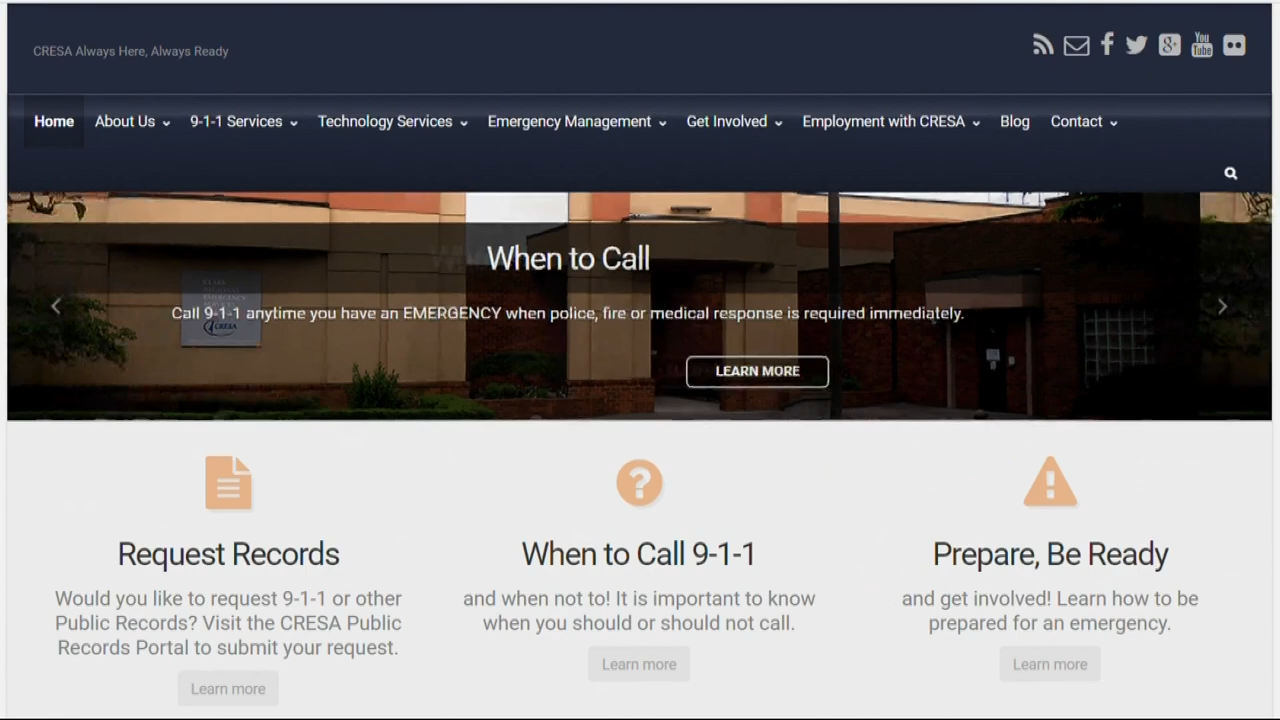 CRESA Always Here, Always Ready
You
Tube
Home About Us 9-1-1 Services Technology Services Emergency Management Get Involved Employment with CRESA Blog Contact
When to Call
Call 9-1-1 anytime you have an EMERGENCY when police, fire or medical response is required immediately.
CRESA
LEARN MORE
Request Records
Would you like to request 9-1-1 or other
Public Records? Visit the CRESA Public
Records Portal to submit your request.
Learn more
When to Call 9-1-1
and when not to! It is important to know
when you should or should not call.
Learn more
Prepare, Be Ready
and get involved! Learn how to be
prepared for an emergency.
Learn more